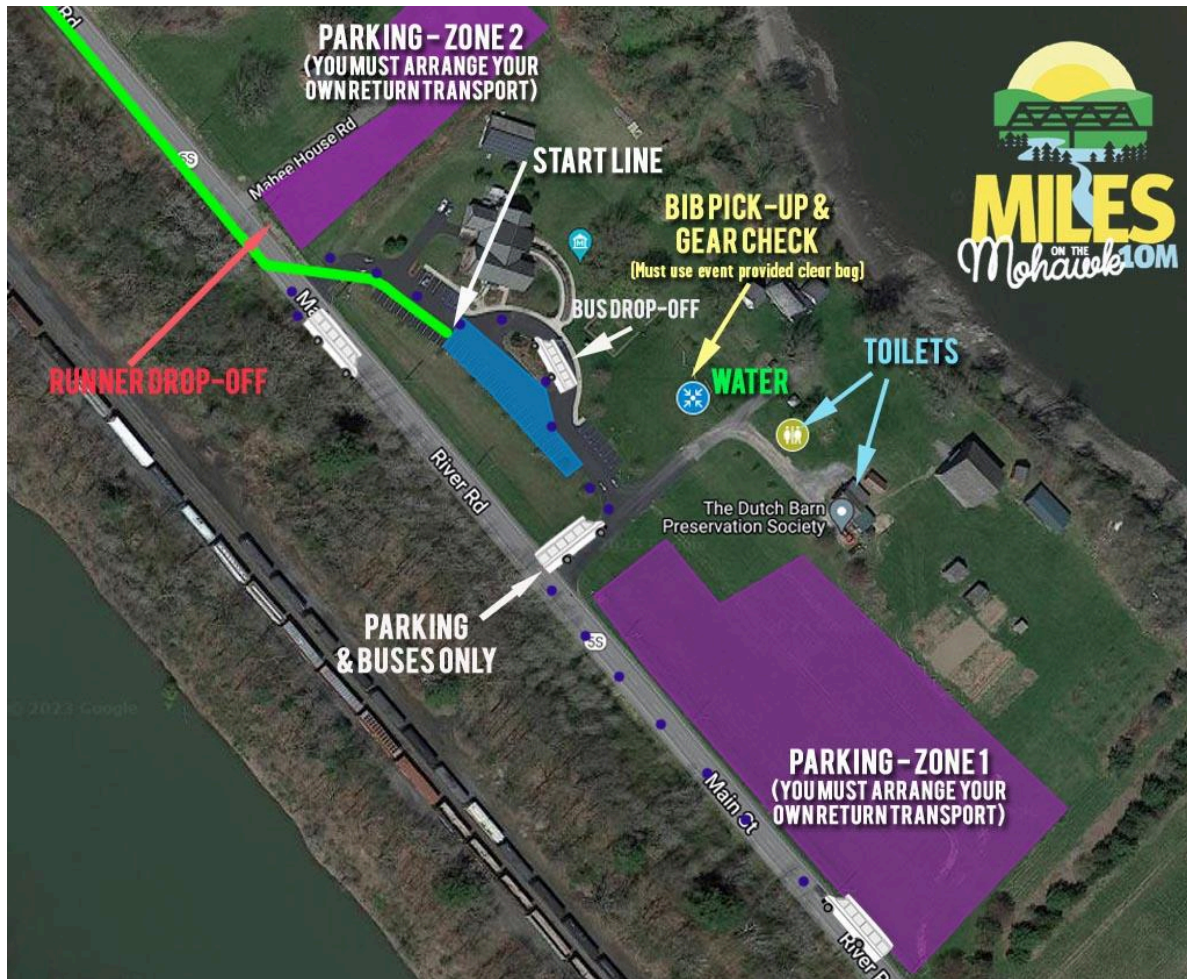 Rd
PARKING - ZONE 2
(YOU MUST ARRANGE YOUR
OWN RETURN TRANSPORT)
5S
Mabee House Rd
START LINE
BIB PICK-UP &
GEAR CHECK
(Must use event provided clear bag)
MILES
ON THE
Mohawk 10M
BUS DROP-OFF
RUNNER DROP-OFF
TOILETS
WATER
River Rd
The Dutch Barn
Preservation Society
PARKING
& BUSES ONLY
5S
2023 Google
PARKING - ZONE 1
(YOU MUST ARRANGE YOUR
OWN RETURN TRANSPORT)
Main St
River R